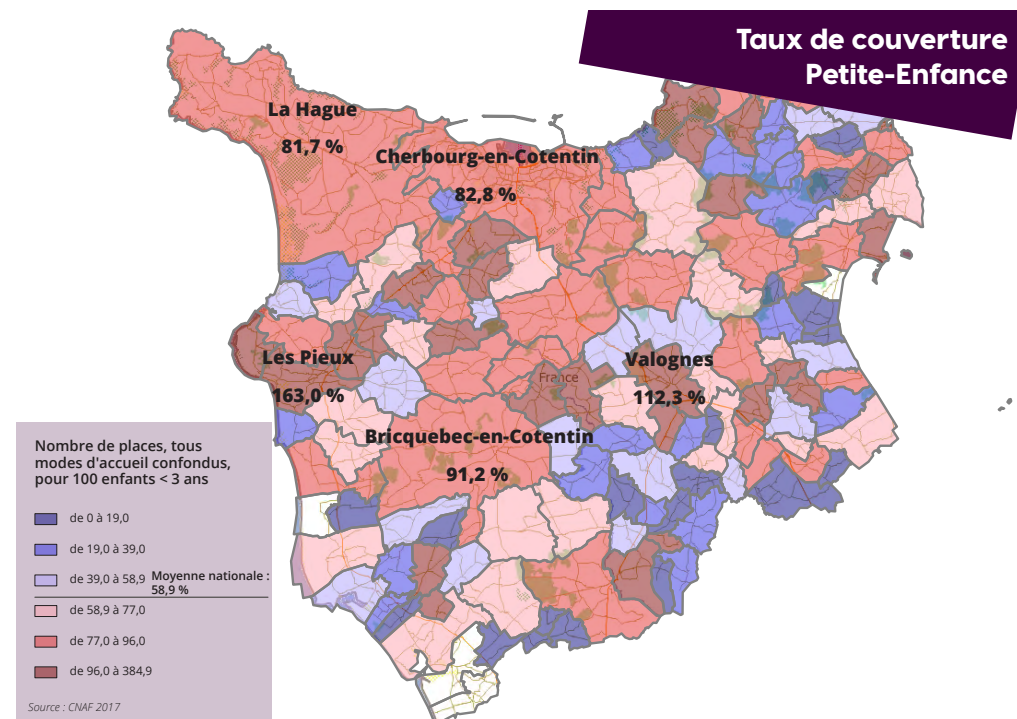 Taux de couverture
Petite-Enfance
La Hague
81,7 %
Cherbourg-en-Cotentin
82,8 %
Les Pieux
163,0 %
Valognes
112,3 %
France
Bricquebec-en-Cotentin
91,2 %
Nombre de places, tous
modes d'accueil confondus,
pour 100 enfants < 3 ans
de 0 à 19,0
de 19,0 à 39,0
de 39,0 à 58,9 Moyenne nationale :
58,9 %
de 58,9 à 77,0
de 77,0 à 96,0
de 96,0 à 384,9
Source : CNAF 2017